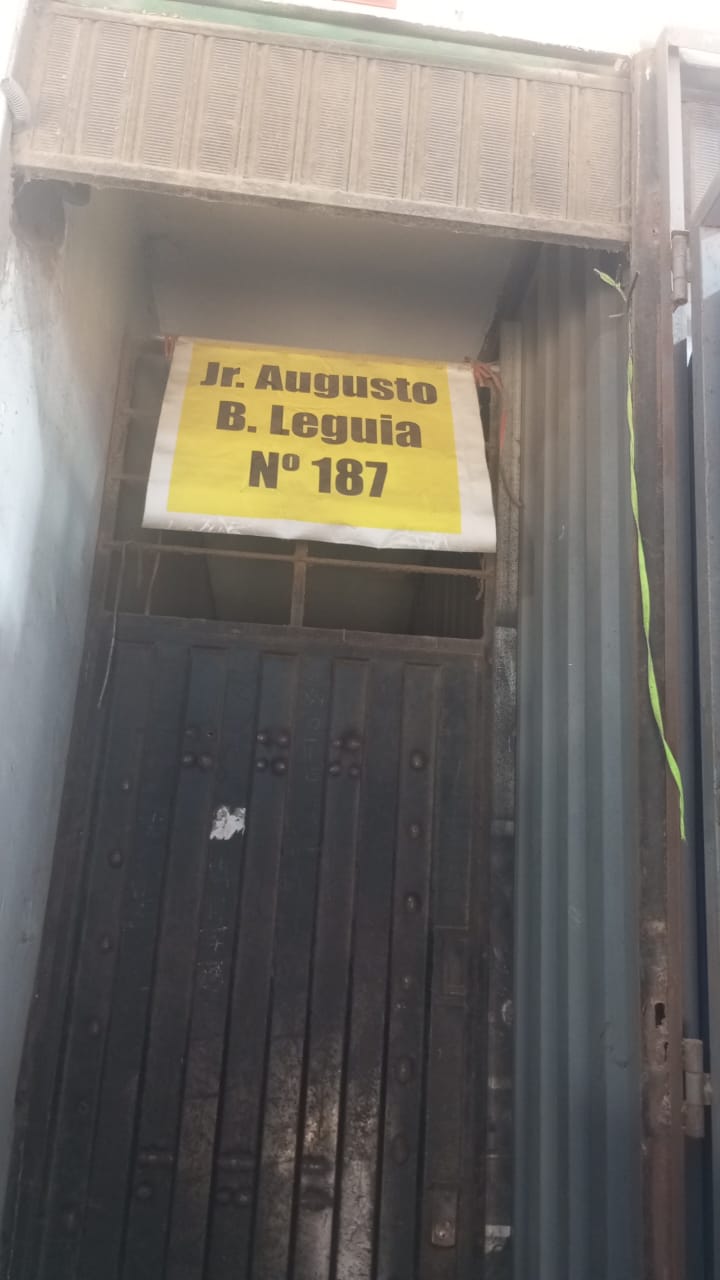 Jr. Augusto
B. Leguia
Nº 187